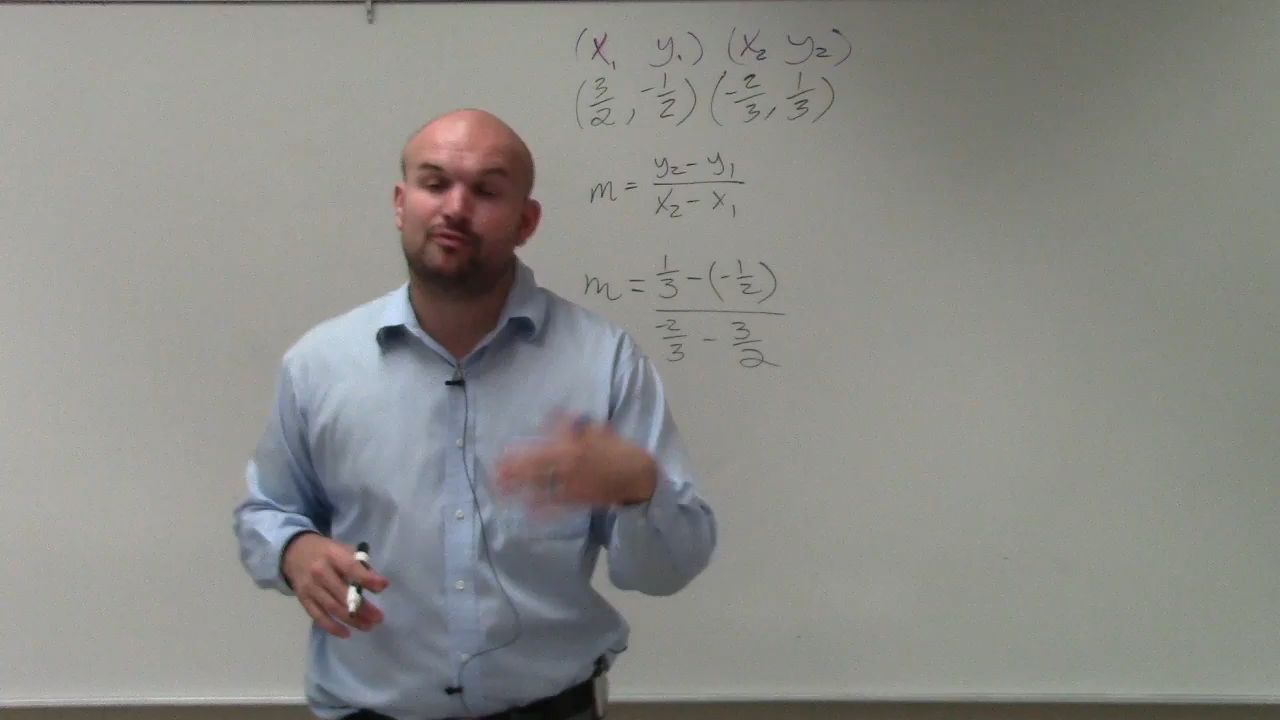 (x₁ y₁) (x₂ y₂)
(3/2, -1/2) (-2/3, 1/3)
m = y₂ - y₁ / x₂ - x₁
m = 1/3 - (-1/2) / -2/3 - 3/2